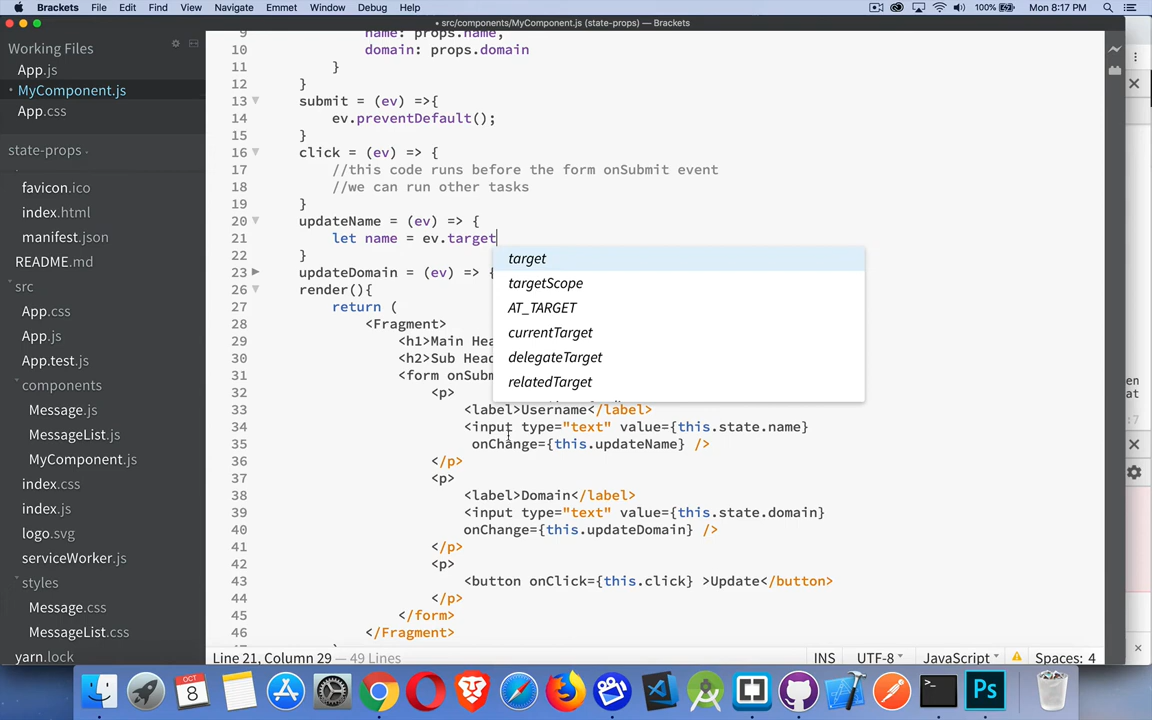 Brackets File Edit Find View Navigate Emmet Window Debug Help 100% Mon 8:17 PM
• src/components/MyComponent.js (state-props) — Brackets
Working Files
App.js
• MyComponent.js
App.css
state-props
favicon.ico
index.html
manifest.json
README.md
src
App.css
App.js
App.test.js
components
Message.js
MessageList.js
MyComponent.js
index.css
index.js
logo.svg
serviceWorker.js
styles
Message.css
MessageList.css
yarn.lock
9 name: props.name,
10 domain: props.domain
11 }
12 }
13 submit = (ev) =>{
14 ev.preventDefault();
15 }
16 click = (ev) => {
17 //this code runs before the form onSubmit event
18 //we can run other tasks
19 }
20 updateName = (ev) => {
21 let name = ev.target
22 }
23 updateDomain = (ev) => {
26 render(){
27 return (
28 <Fragment>
29 <h1>Main Hea
30 <h2>Sub Head
31 <form onSubm
32 <p>
33 <label>Username</label>
34 <input type="text" value={this.state.name}
35 onChange={this.updateName} />
36 </p>
37 <p>
38 <label>Domain</label>
39 <input type="text" value={this.state.domain}
40 onChange={this.updateDomain} />
41 </p>
42 <p>
43 <button onClick={this.click} >Update</button>
44 </p>
45 </form>
46 </Fragment>
target
targetScope
AT_TARGET
currentTarget
delegateTarget
relatedTarget
en
at
:7
Line 21, Column 29 — 49 Lines INS UTF-8 JavaScript Spaces: 4
OCT
8
Ps